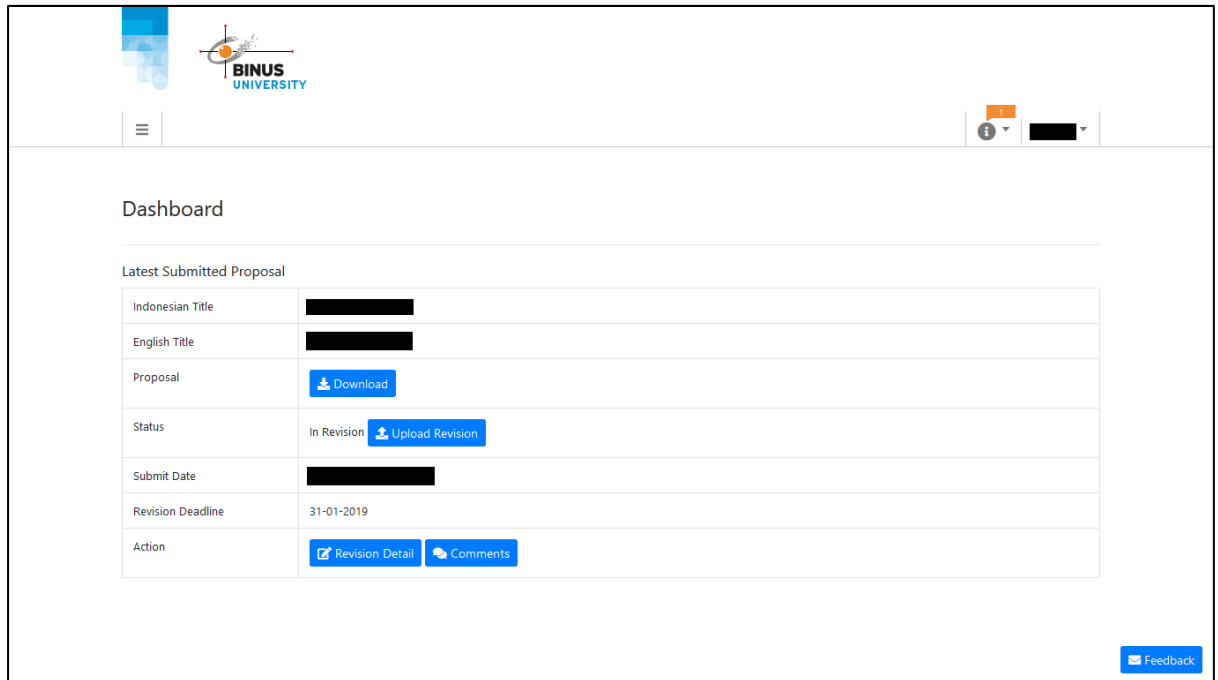 BINUS
UNIVERSITY
1
Dashboard
Latest Submitted Proposal
Indonesian Title
English Title
Proposal Download
Status In Revision Upload Revision
Submit Date
Revision Deadline 31-01-2019
Action Revision Detail Comments
Feedback